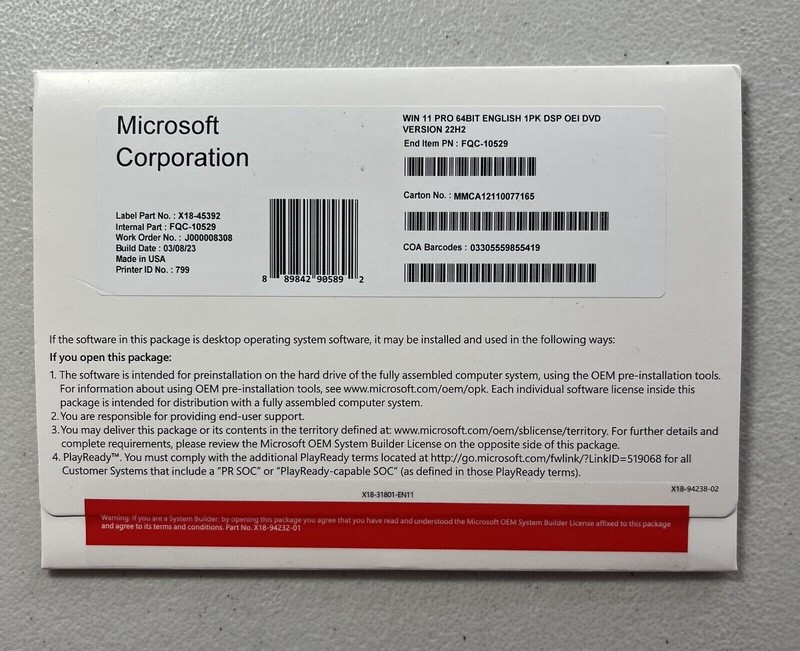 Microsoft
Corporation
Label Part No. : X18-45392
Internal Part : FQC-10529
Work Order No. : J000008308
Build Date : 03/08/23
Made in USA
Printer ID No. : 799
8 89842 90589 2
WIN 11 PRO 64BIT ENGLISH 1PK DSP OEI DVD
VERSION 22H2
End Item PN : FQC-10529
Carton No. : MMCA12110077165
COA Barcodes : 03305559855419
If the software in this package is desktop operating system software, it may be installed and used in the following ways:
If you open this package:
1. The software is intended for preinstallation on the hard drive of the fully assembled computer system, using the OEM pre-installation tools.
For information about using OEM pre-installation tools, see www.microsoft.com/oem/opk. Each individual software license inside this
package is intended for distribution with a fully assembled computer system.
2. You are responsible for providing end-user support.
3. You may deliver this package or its contents in the territory defined at: www.microsoft.com/oem/sblicense/territory. For further details and
complete requirements, please review the Microsoft OEM System Builder License on the opposite side of this package.
4. PlayReady™. You must comply with the additional PlayReady terms located at http://go.microsoft.com/fwlink/?LinkID=519068 for all
Customer Systems that include a “PR SOC” or “PlayReady-capable SOC” (as defined in those PlayReady terms).
X18-31801-EN11
X18-94238-02
Warning: If you are a System Builder, by opening this package you agree that you have read and understood the Microsoft OEM System Builder License affixed to this package
and agree to its terms and conditions. Part No. X18-94232-01